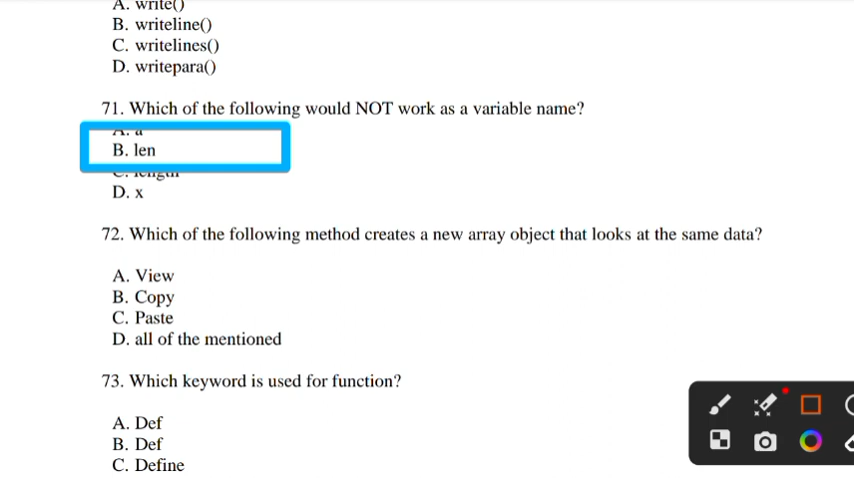 A. write()
B. writeline()
C. writelines()
D. writepara()
71. Which of the following would NOT work as a variable name?
A. a
B. len
C. length
D. x
72. Which of the following method creates a new array object that looks at the same data?
A. View
B. Copy
C. Paste
D. all of the mentioned
73. Which keyword is used for function?
A. Def
B. Def
C. Define